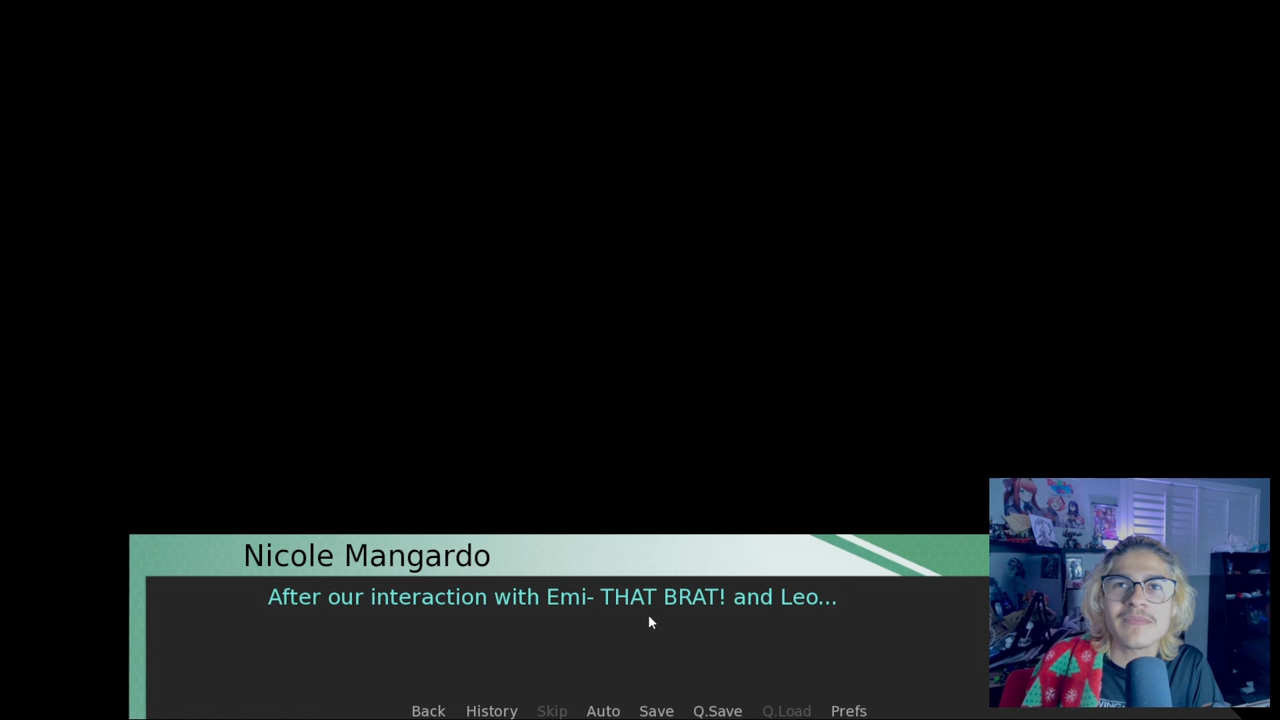 Nicole Mangardo
After our interaction with Emi- THAT BRAT! and Leo...
Back History Skip Auto Save Q.Save Q.Load Prefs